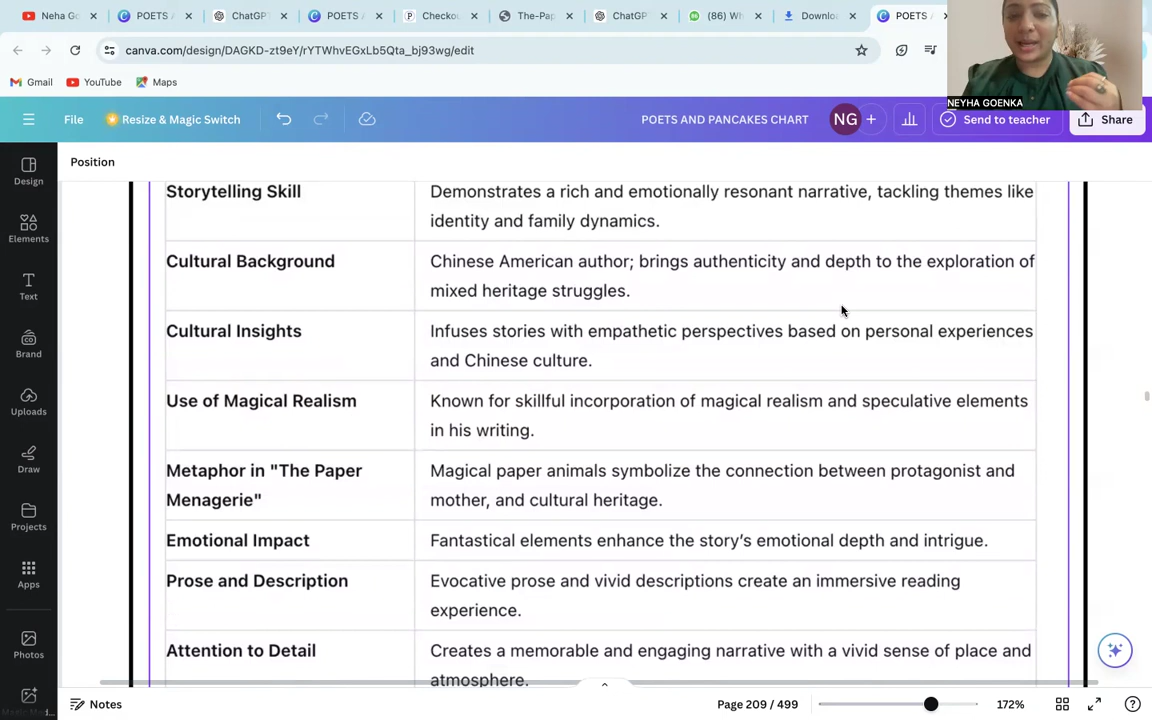 Neha Go
POETS A
ChatGP
POETS
Checkou
The-Pap
ChatGPT
(86) Wh
Downloa
POETS A
canva.com/design/DAGKD-zt9eY/rYTWhvEGxLb5Qta_bj93wg/edit
Gmail
YouTube
Maps
NEYHA GOENKA
File
Resize & Magic Switch
POETS AND PANCAKES CHART
NG
Send to teacher
Share
Position
Design
Elements
Text
Brand
Uploads
Draw
Projects
Apps
Photos
Storytelling Skill
Demonstrates a rich and emotionally resonant narrative, tackling themes like
identity and family dynamics.
Cultural Background
Chinese American author; brings authenticity and depth to the exploration of
mixed heritage struggles.
Cultural Insights
Infuses stories with empathetic perspectives based on personal experiences
and Chinese culture.
Use of Magical Realism
Known for skillful incorporation of magical realism and speculative elements
in his writing.
Metaphor in "The Paper
Menagerie"
Magical paper animals symbolize the connection between protagonist and
mother, and cultural heritage.
Emotional Impact
Fantastical elements enhance the story's emotional depth and intrigue.
Prose and Description
Evocative prose and vivid descriptions create an immersive reading
experience.
Attention to Detail
Creates a memorable and engaging narrative with a vivid sense of place and
atmosphere.
Notes
Page 209 / 499
172%